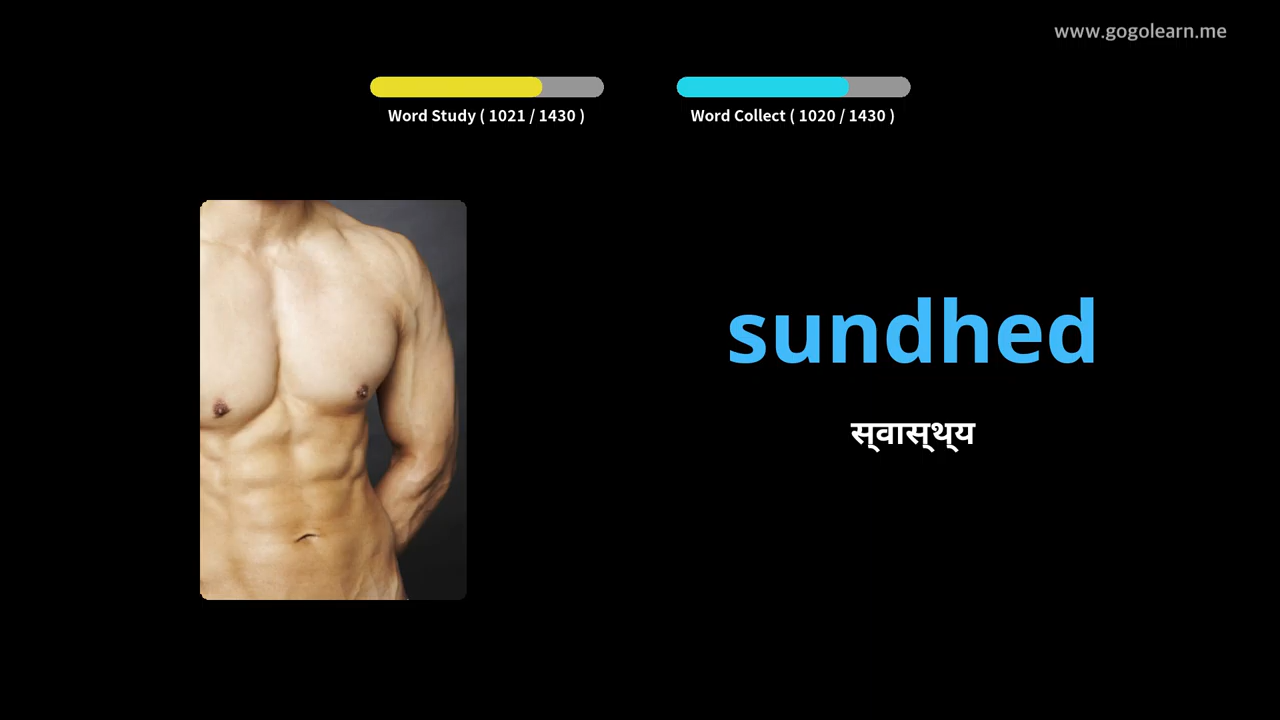 www.gogolearn.me
Word Study ( 1021 / 1430 )
Word Collect ( 1020 / 1430 )
sundhed
स्वास्थ्य